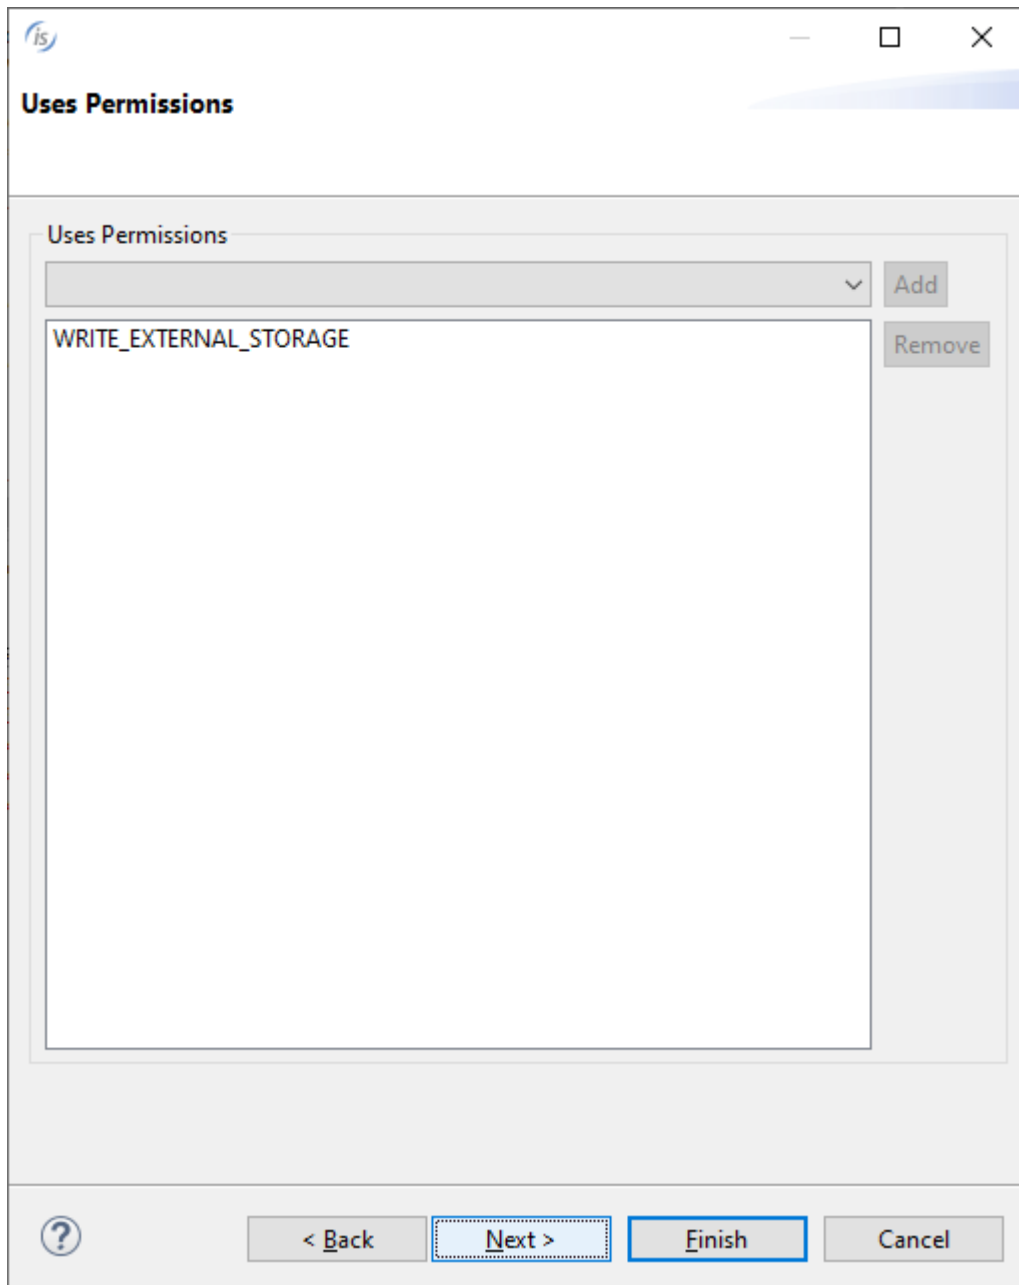 is
Uses Permissions
Uses Permissions
Add
WRITE_EXTERNAL_STORAGE
Remove
?
< Back
Next >
Finish
Cancel